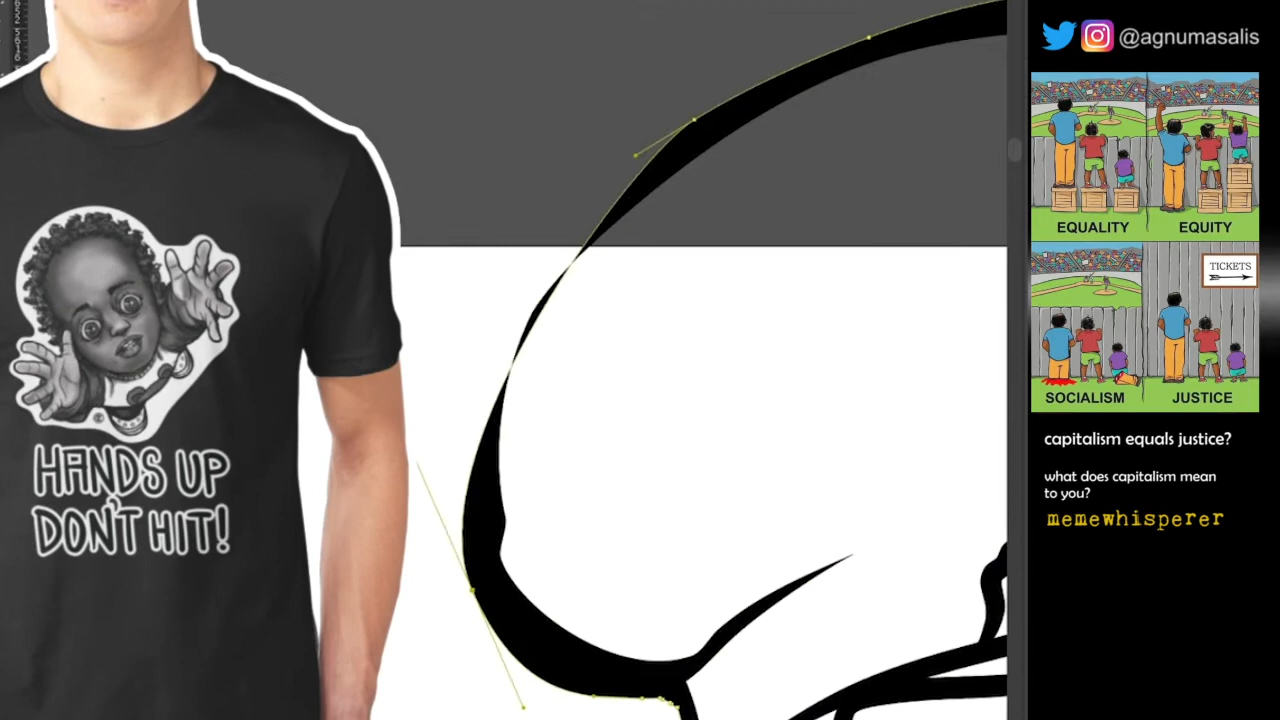 HANDS UP
DON'T HIT!
@agnumasalis
EQUALITY
EQUITY
TICKETS
SOCIALISM
JUSTICE
capitalism equals justice?
what does capitalism mean
to you?
memewhisperer